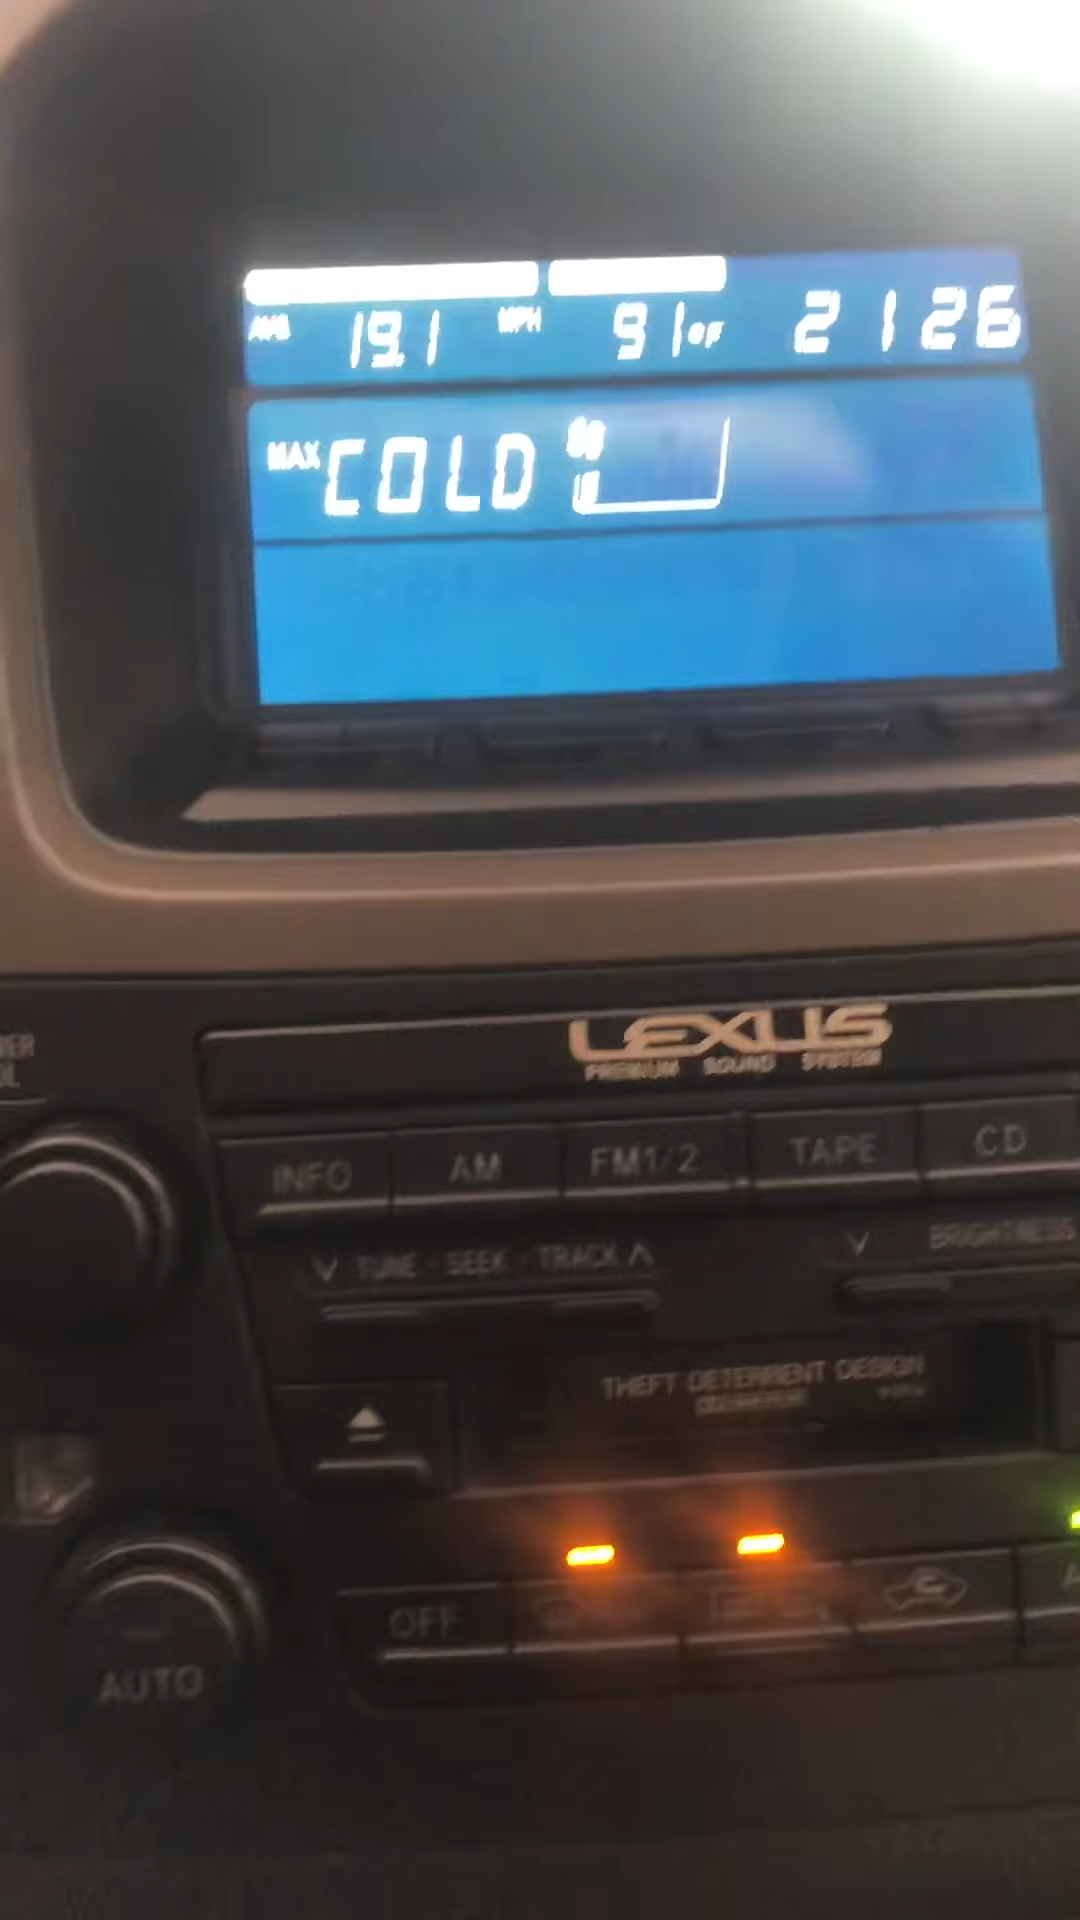 AVG 19.1 MPH 91°F 2126
MAX COLD
LEXUS
PREMIUM SOUND SYSTEM
INFO AM FM1/2 TAPE CD
∨ TUNE · SEEK · TRACK ∧
∨ BRIGHTNESS
THEFT DETERRENT DESIGN
OFF
AUTO